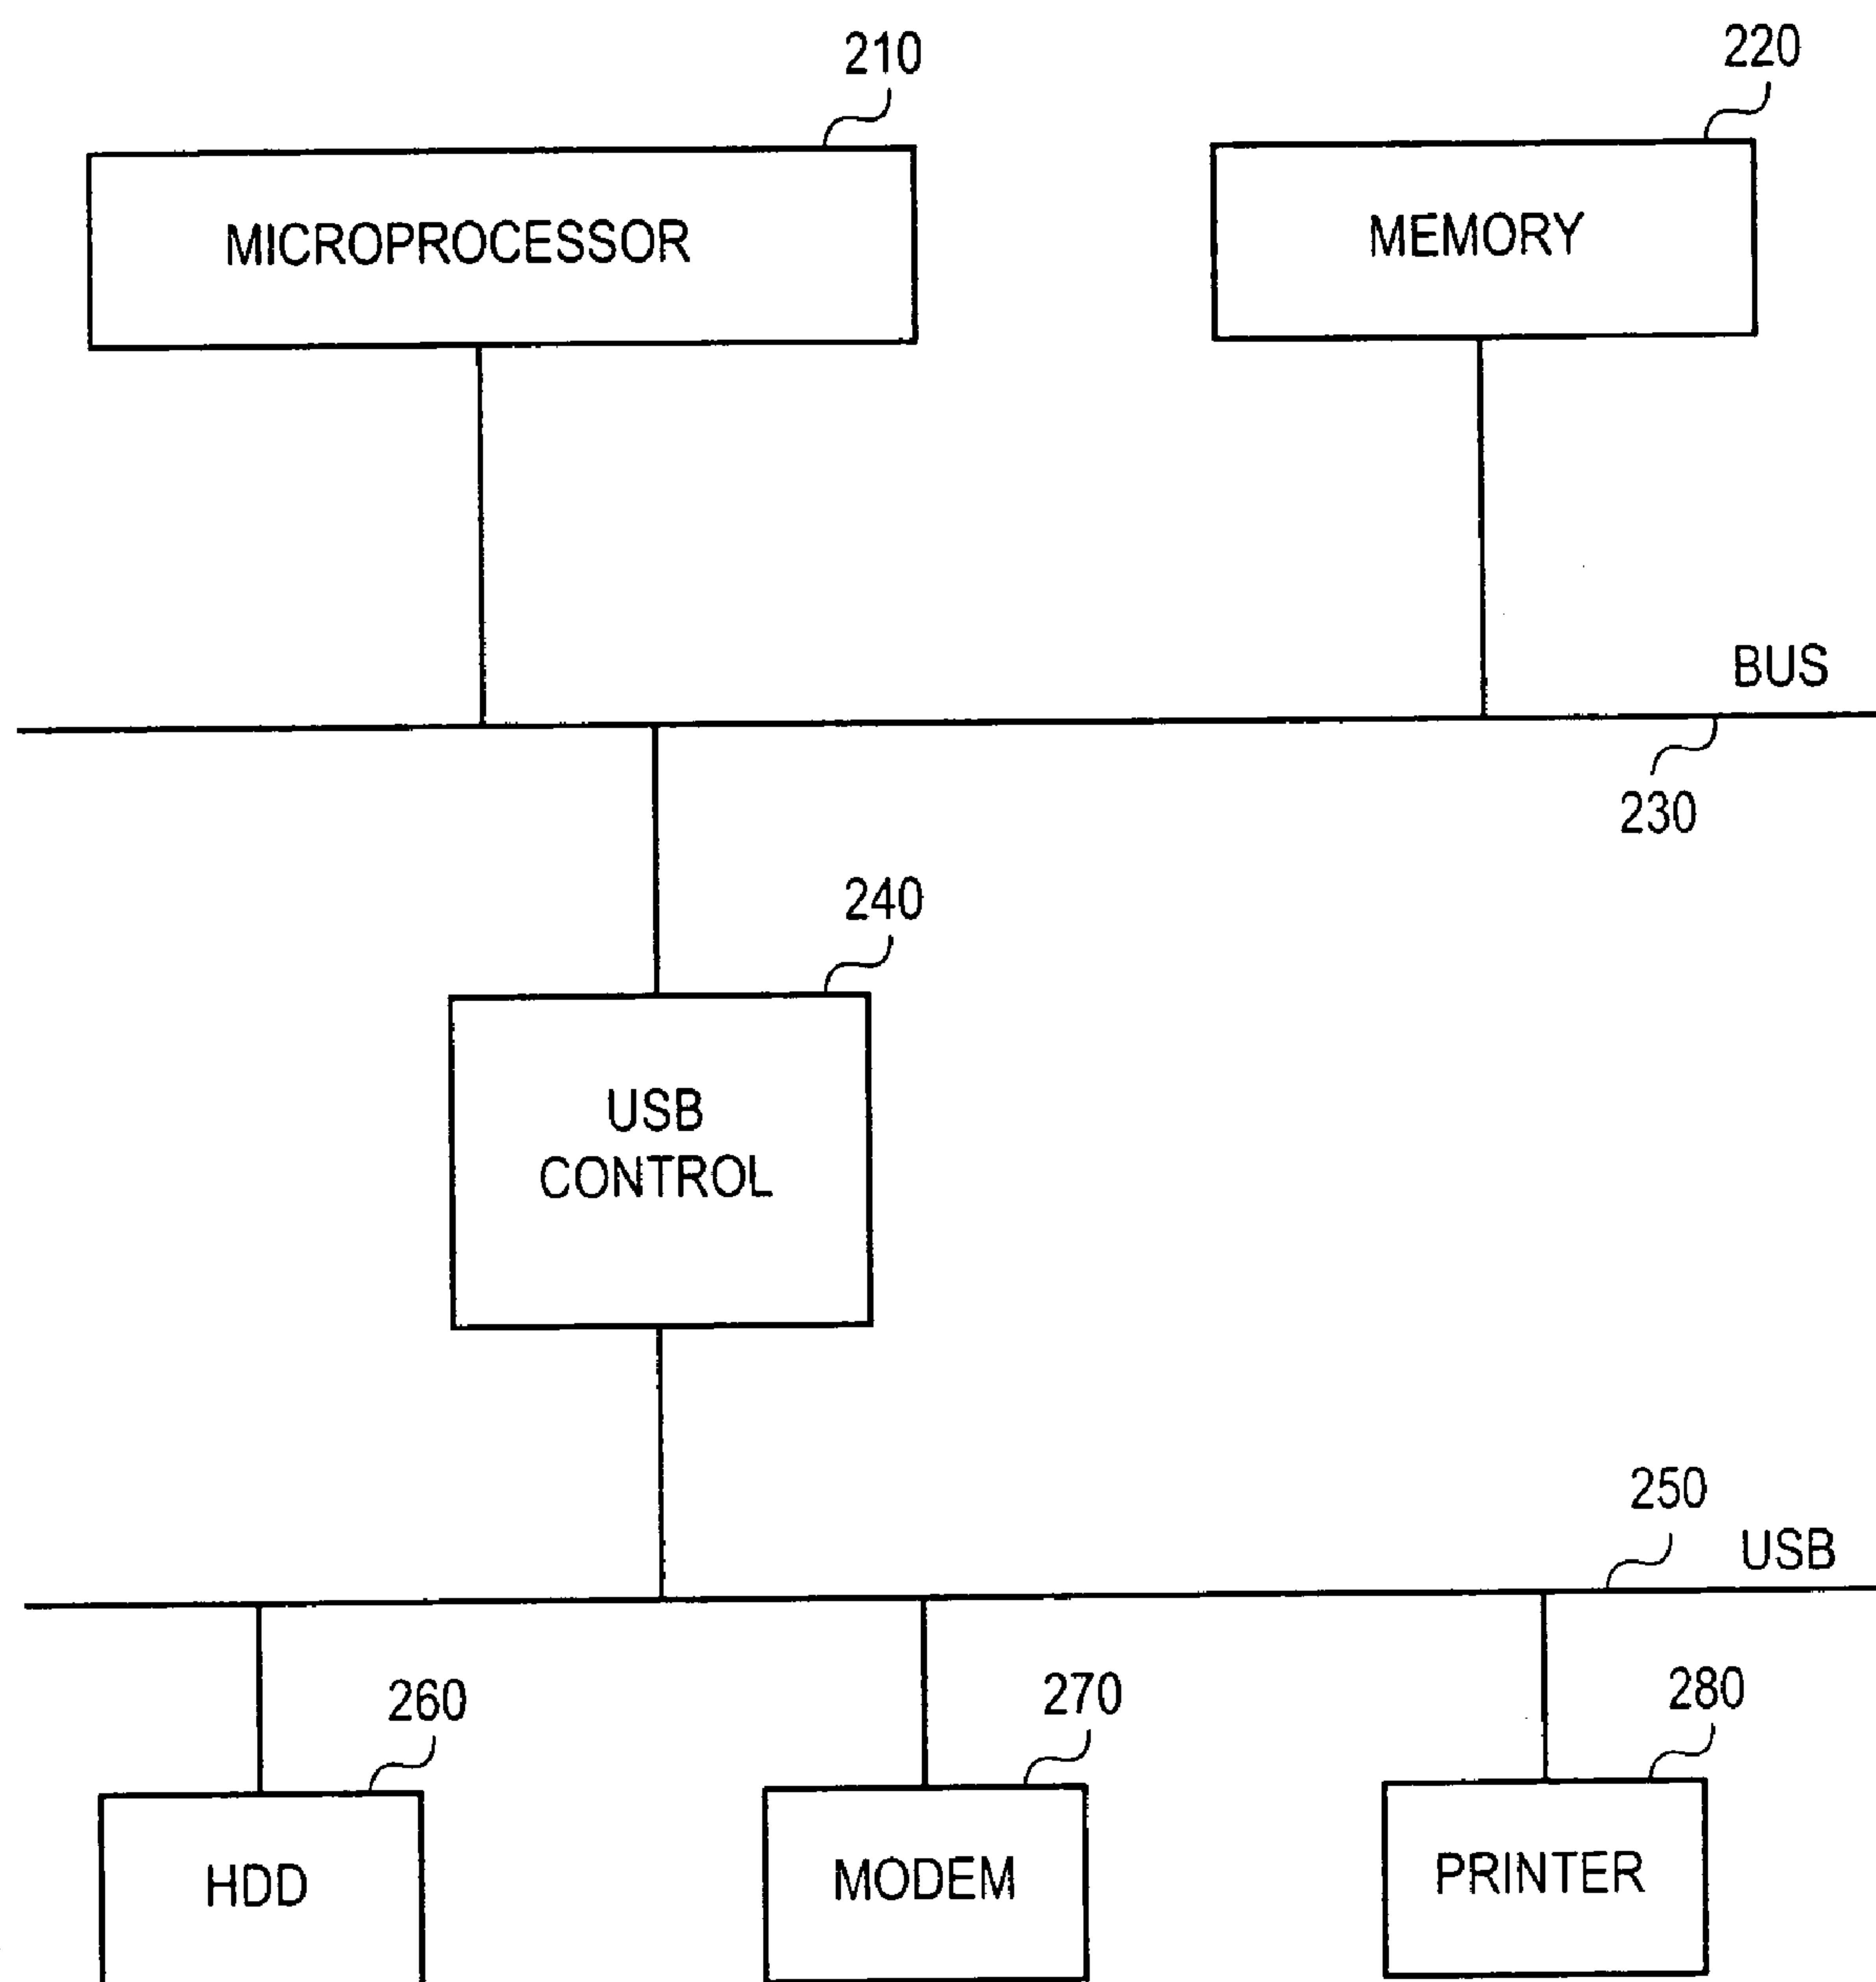 210
220
MICROPROCESSOR
MEMORY
BUS
230
240
USB
CONTROL
250
USB
260
270
280
HDD
MODEM
PRINTER